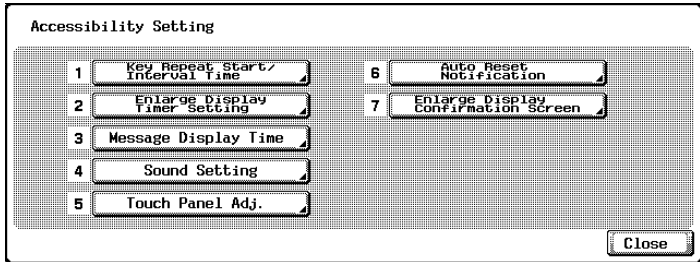 Accessibility Setting
1 Key Repeat Start/
Interval Time
2 Enlarge Display
Timer Setting
3 Message Display Time
4 Sound Setting
5 Touch Panel Adj.
6 Auto Reset
Notification
7 Enlarge Display
Confirmation Screen
Close